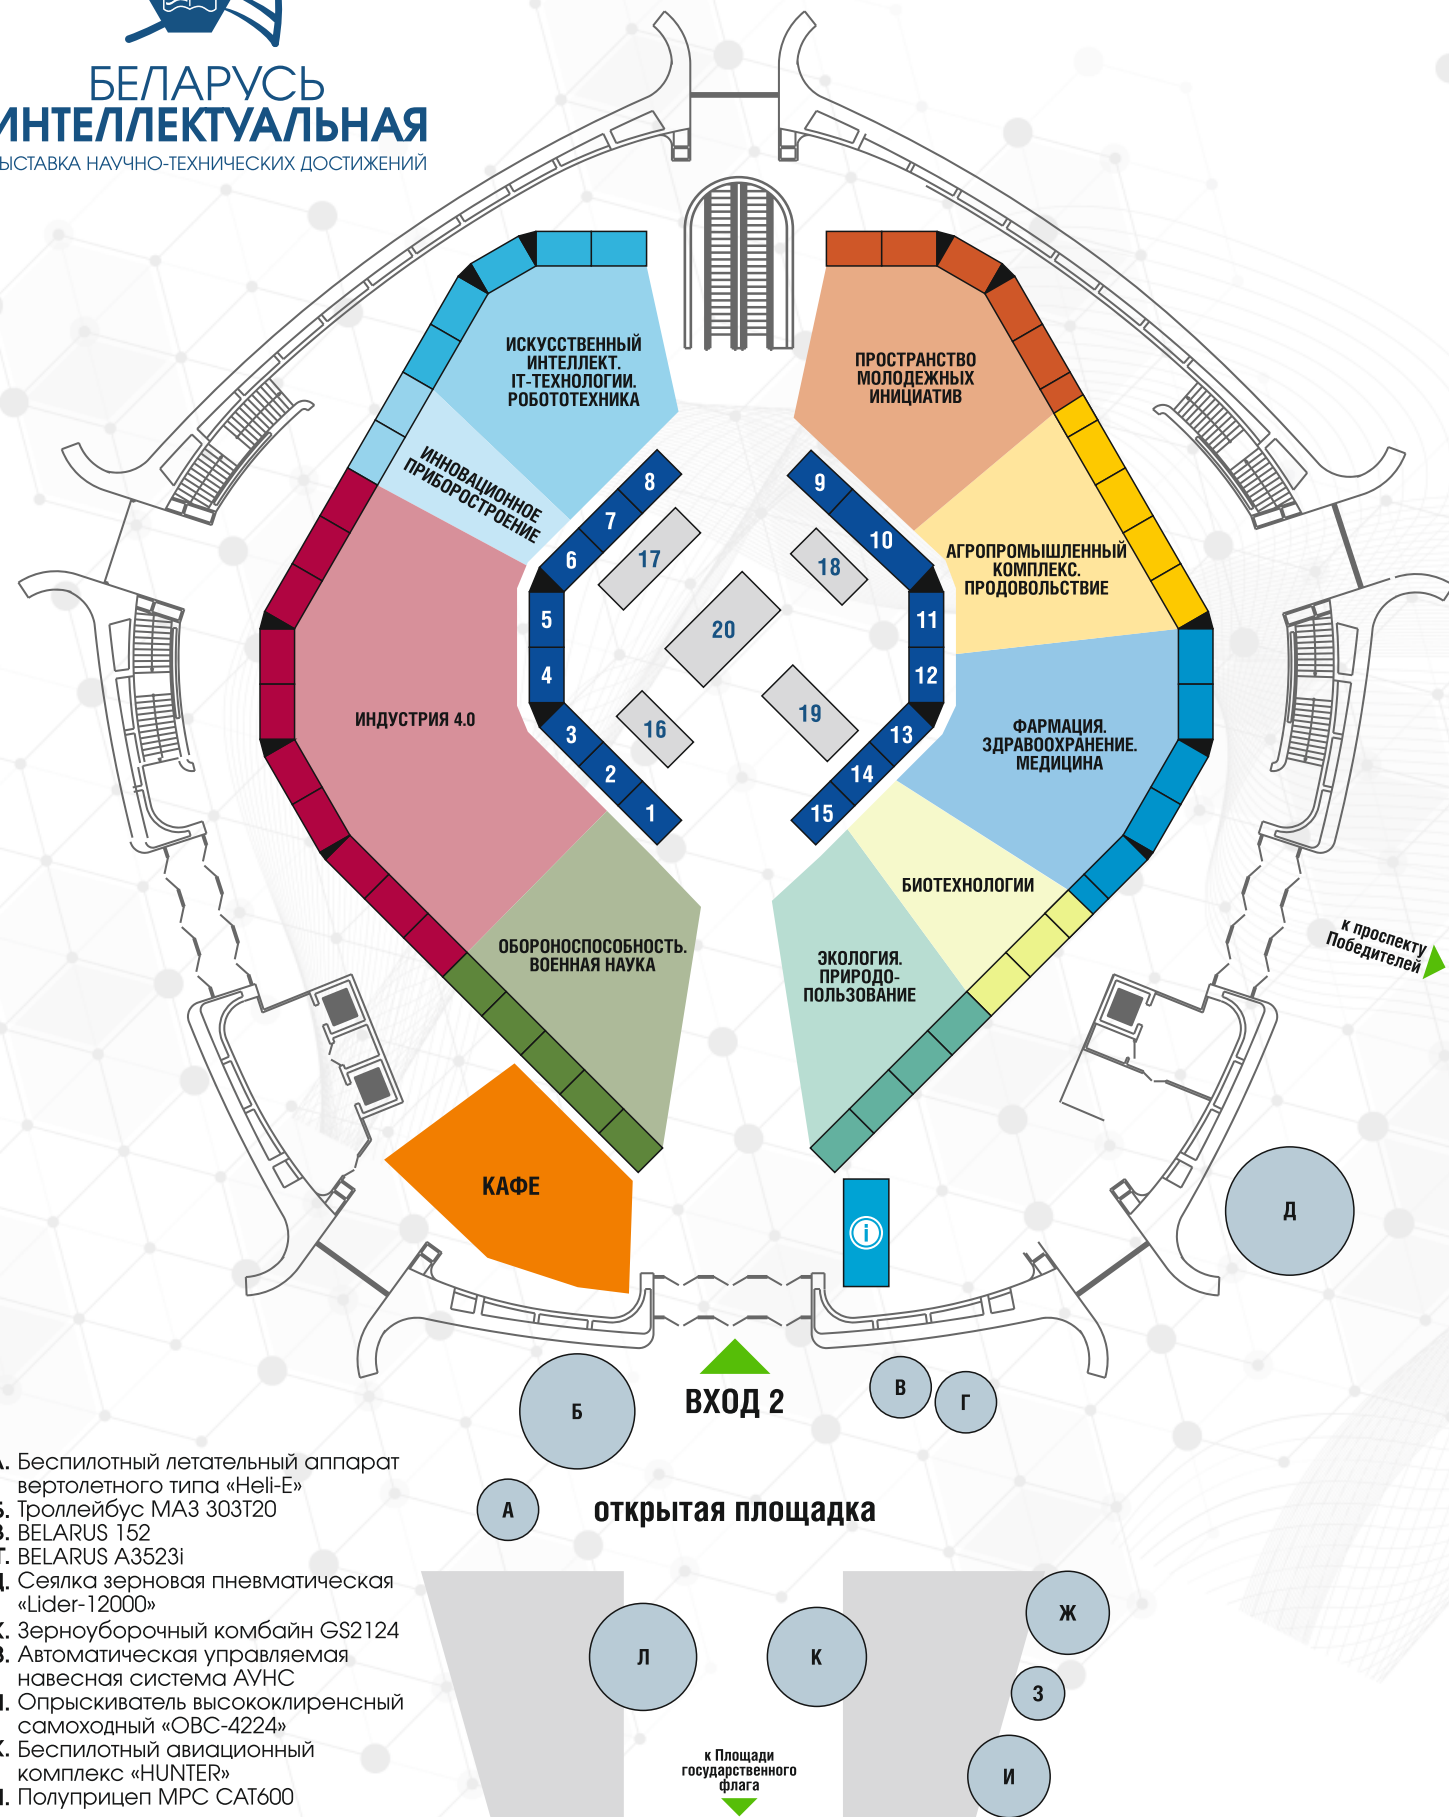 БЕЛАРУСЬ
ИНТЕЛЛЕКТУАЛЬНАЯ
ЫСТАВКА НАУЧНО-ТЕХНИЧЕСКИХ ДОСТИЖЕНИЙ
ИСКУССТВЕННЫЙ
ИНТЕЛЛЕКТ.
IT-ТЕХНОЛОГИИ.
РОБОТОТЕХНИКА
ПРОСТРАНСТВО
МОЛОДЕЖНЫХ
ИНИЦИАТИВ
ИННОВАЦИОННОЕ
ПРИБОРОСТРОЕНИЕ
8
7
6
5
4
3
2
1
9
10
11
12
13
14
15
17
18
20
16
19
АГРОПРОМЫШЛЕННЫЙ
КОМПЛЕКС.
ПРОДОВОЛЬСТВИЕ
ИНДУСТРИЯ 4.0
ФАРМАЦИЯ.
ЗДРАВООХРАНЕНИЕ.
МЕДИЦИНА
БИОТЕХНОЛОГИИ
ОБОРОНОСПОСОБНОСТЬ.
ВОЕННАЯ НАУКА
ЭКОЛОГИЯ.
ПРИРОДО-
ПОЛЬЗОВАНИЕ
к проспекту
Победителей
КАФЕ
i
Д
ВХОД 2
Б
В
Г
А
открытая площадка
Л
К
Ж
З
И
к Площади
государственного
флага
А. Беспилотный летательный аппарат
вертолетного типа «Heli-E»
Б. Троллейбус МАЗ 303Т20
В. BELARUS 152
Г. BELARUS A3523i
Д. Сеялка зерновая пневматическая
«Lider-12000»
Ж. Зерноуборочный комбайн GS2124
З. Автоматическая управляемая
навесная система АУНС
И. Опрыскиватель высококлиренсный
самоходный «ОВС-4224»
К. Беспилотный авиационный
комплекс «HUNTER»
Л. Полуприцеп МРС САТ600